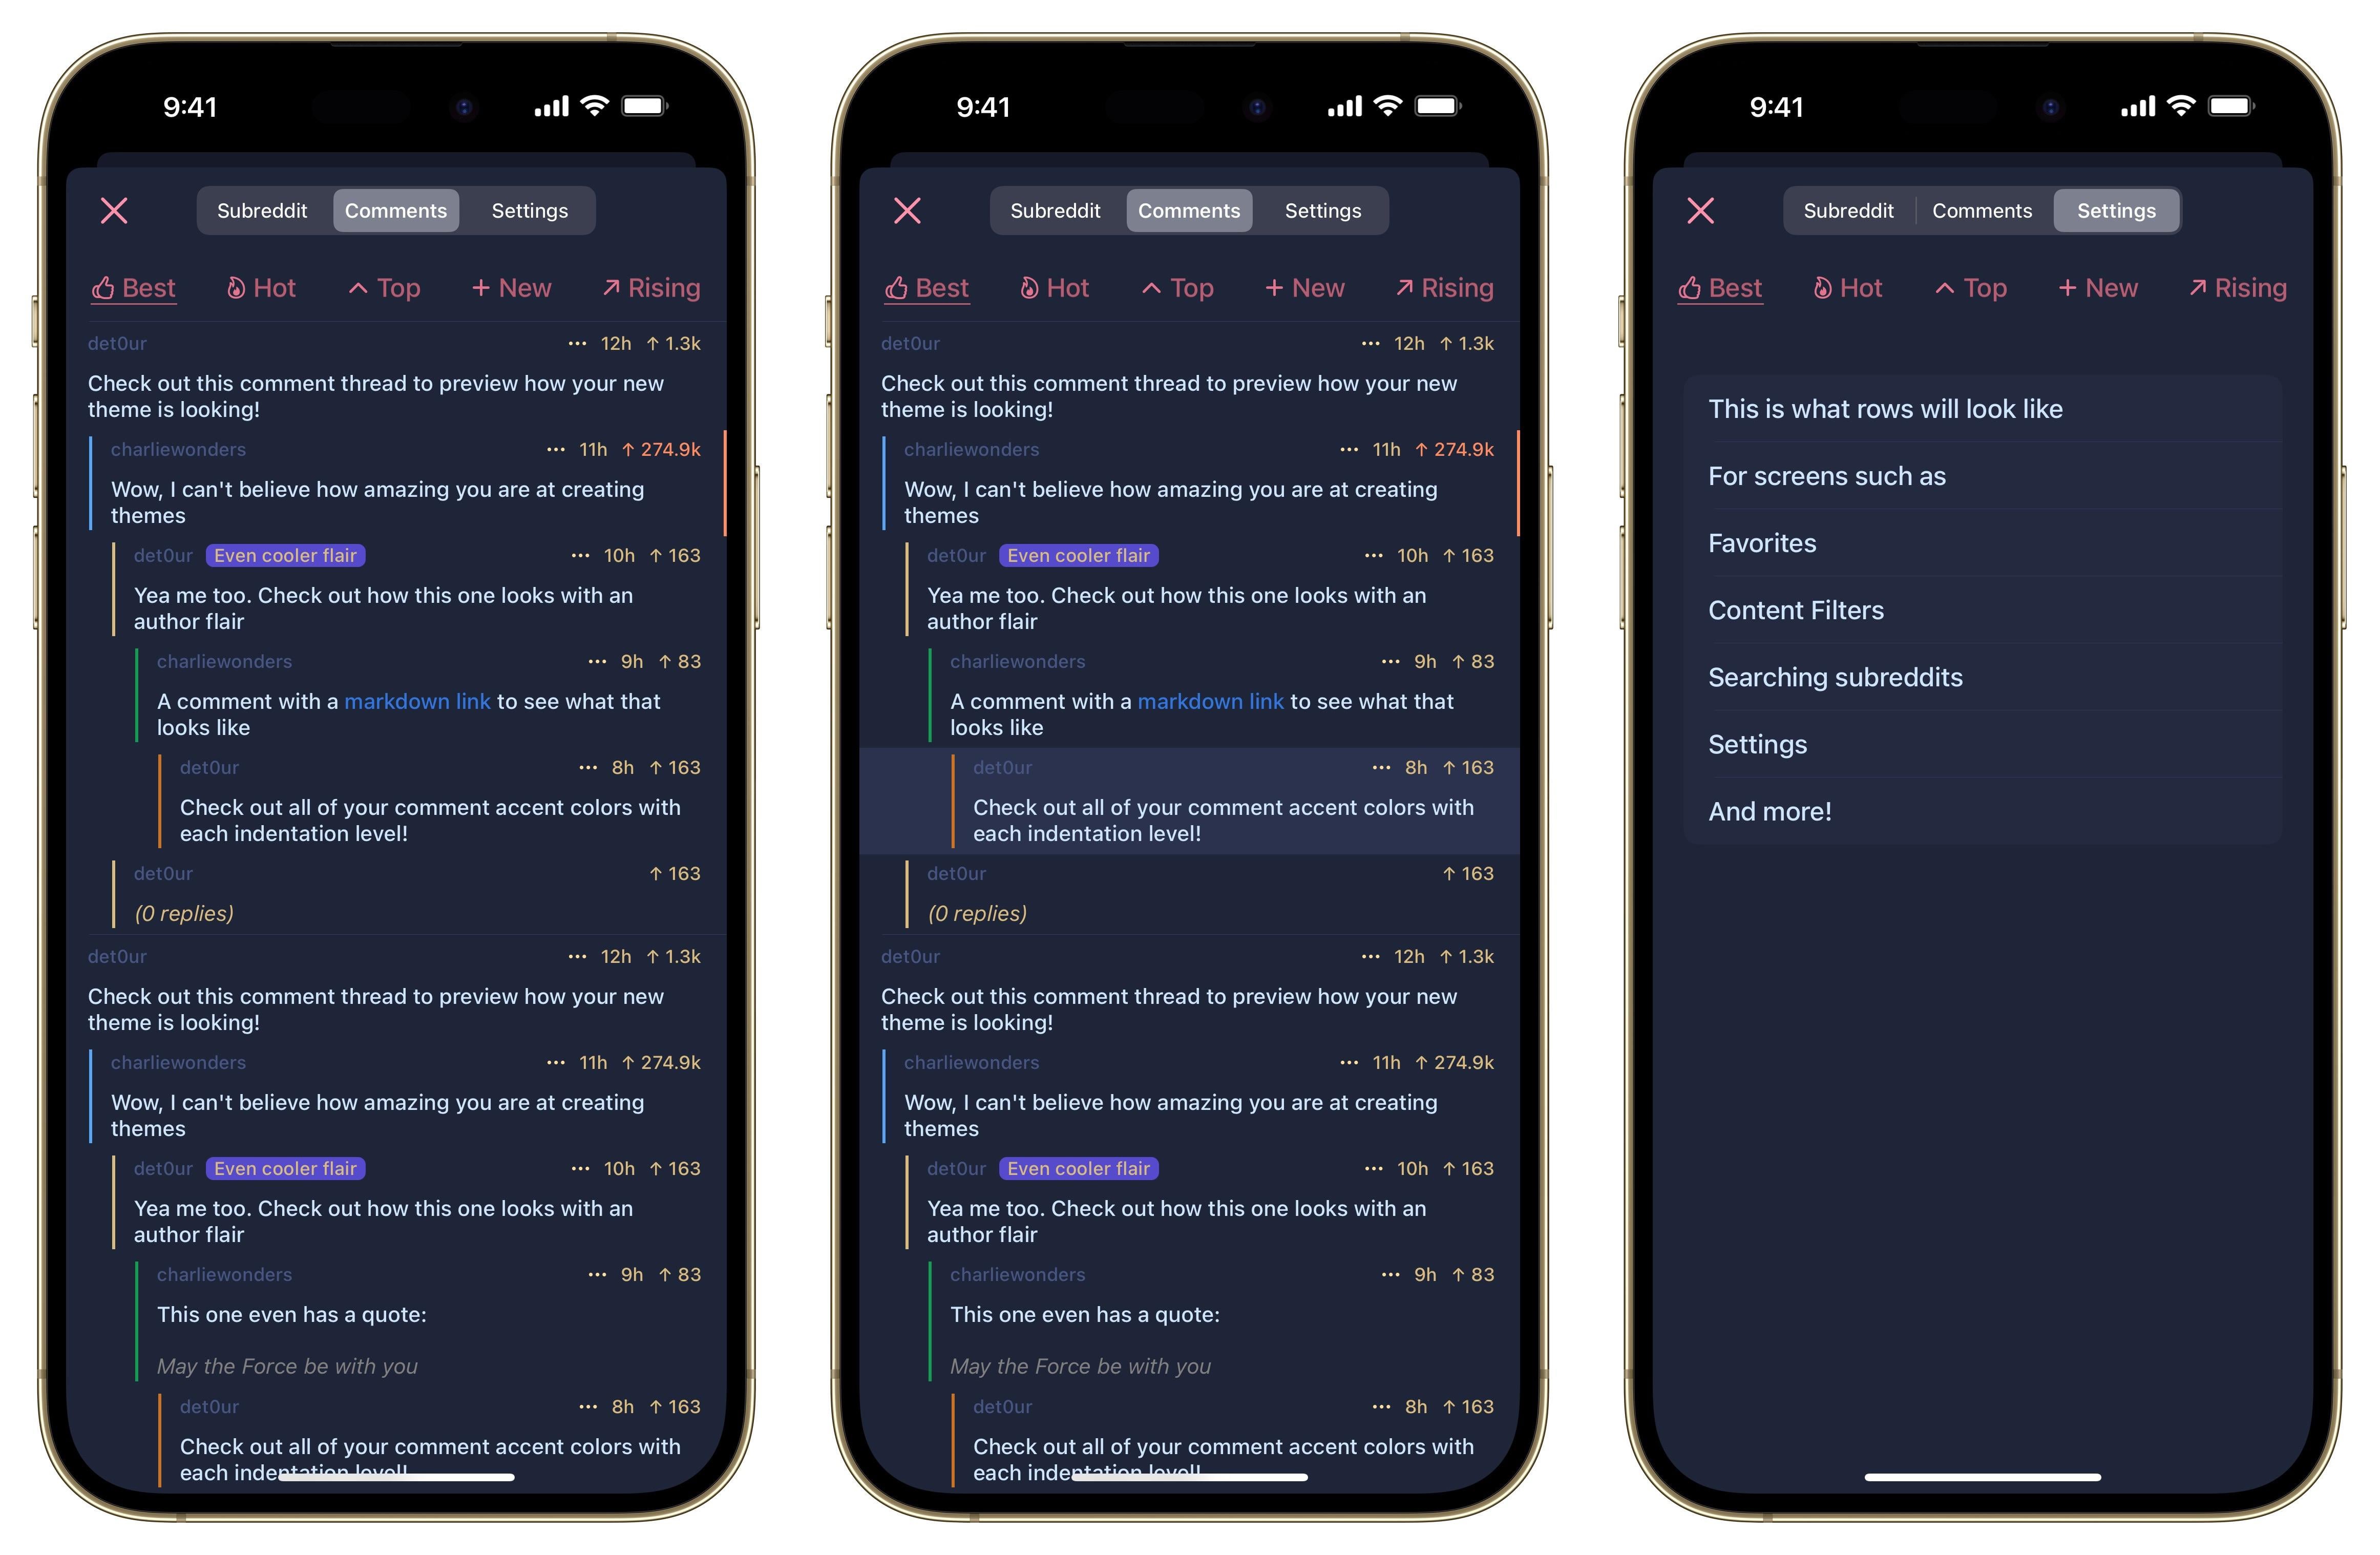 9:41
Subreddit Comments Settings
Best Hot Top New Rising
det0ur ··· 12h ↑ 1.3k
Check out this comment thread to preview how your new
theme is looking!
charliewonders ··· 11h ↑ 274.9k
Wow, I can't believe how amazing you are at creating
themes
det0ur Even cooler flair ··· 10h ↑ 163
Yea me too. Check out how this one looks with an
author flair
charliewonders ··· 9h ↑ 83
A comment with a markdown link to see what that
looks like
det0ur ··· 8h ↑ 163
Check out all of your comment accent colors with
each indentation level!
det0ur ↑ 163
(0 replies)
det0ur ··· 12h ↑ 1.3k
Check out this comment thread to preview how your new
theme is looking!
charliewonders ··· 11h ↑ 274.9k
Wow, I can't believe how amazing you are at creating
themes
det0ur Even cooler flair ··· 10h ↑ 163
Yea me too. Check out how this one looks with an
author flair
charliewonders ··· 9h ↑ 83
This one even has a quote:
May the Force be with you
det0ur ··· 8h ↑ 163
Check out all of your comment accent colors with
each indentation level!
9:41
Subreddit Comments Settings
Best Hot Top New Rising
det0ur ··· 12h ↑ 1.3k
Check out this comment thread to preview how your new
theme is looking!
charliewonders ··· 11h ↑ 274.9k
Wow, I can't believe how amazing you are at creating
themes
det0ur Even cooler flair ··· 10h ↑ 163
Yea me too. Check out how this one looks with an
author flair
charliewonders ··· 9h ↑ 83
A comment with a markdown link to see what that
looks like
det0ur ··· 8h ↑ 163
Check out all of your comment accent colors with
each indentation level!
det0ur ↑ 163
(0 replies)
det0ur ··· 12h ↑ 1.3k
Check out this comment thread to preview how your new
theme is looking!
charliewonders ··· 11h ↑ 274.9k
Wow, I can't believe how amazing you are at creating
themes
det0ur Even cooler flair ··· 10h ↑ 163
Yea me too. Check out how this one looks with an
author flair
charliewonders ··· 9h ↑ 83
This one even has a quote:
May the Force be with you
det0ur ··· 8h ↑ 163
Check out all of your comment accent colors with
each indentation level!
9:41
Subreddit Comments Settings
Best Hot Top New Rising
This is what rows will look like
For screens such as
Favorites
Content Filters
Searching subreddits
Settings
And more!